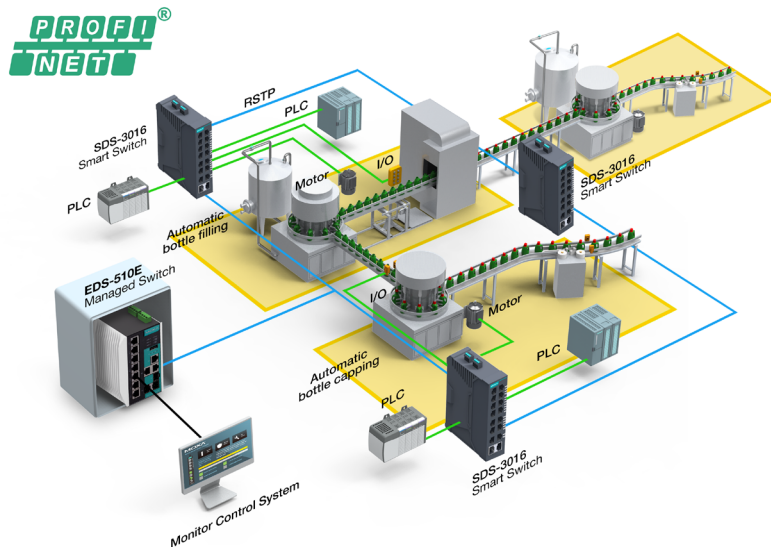 PROFI
NET®
RSTP
PLC
SDS-3016
Smart Switch
I/O
Motor
PLC
SDS-3016
Smart Switch
Automatic
bottle filling
EDS-510E
Managed Switch
I/O
Motor
PLC
Automatic
bottle capping
PLC
SDS-3016
Smart Switch
MOXA
Monitor Control System